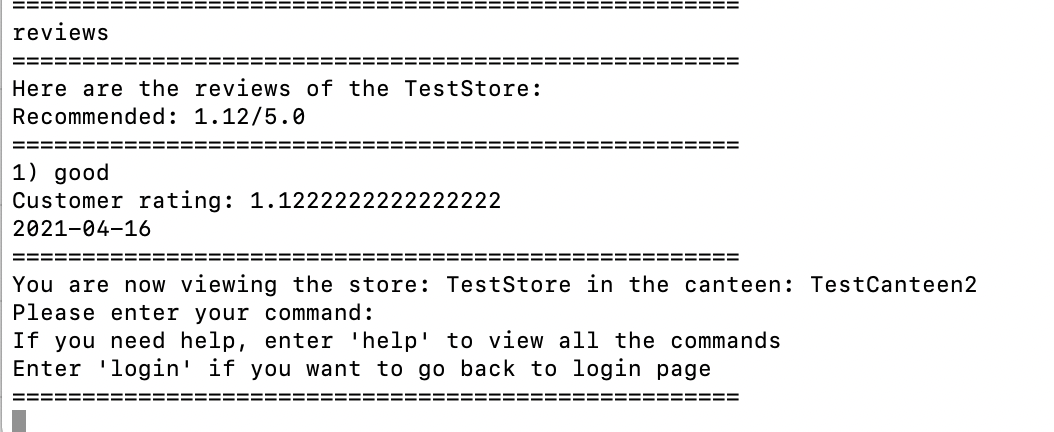 ====================================================
reviews
====================================================
Here are the reviews of the TestStore:
Recommended: 1.12/5.0
====================================================
1) good
Customer rating: 1.1222222222222222
2021-04-16
====================================================
You are now viewing the store: TestStore in the canteen: TestCanteen2
Please enter your command:
If you need help, enter 'help' to view all the commands
Enter 'login' if you want to go back to login page
====================================================